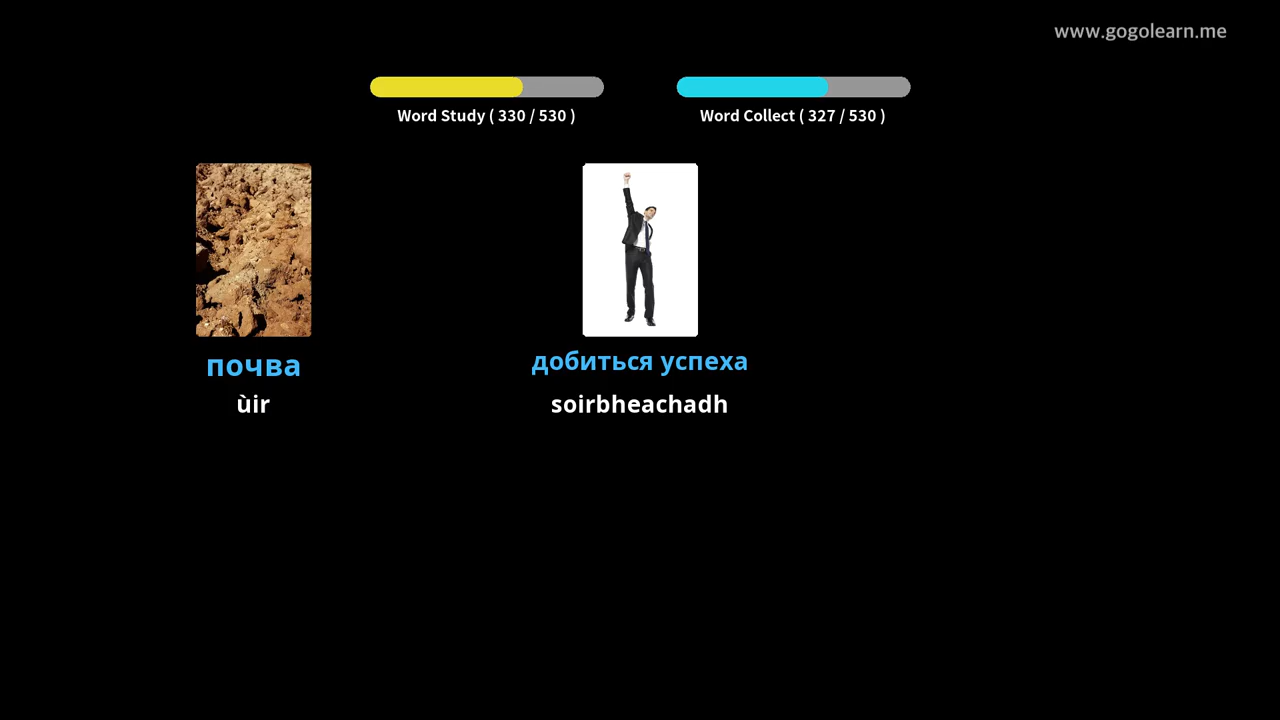 www.gogolearn.me
Word Study ( 330 / 530 )
Word Collect ( 327 / 530 )
почва
добиться успеха
ùir
soirbheachadh